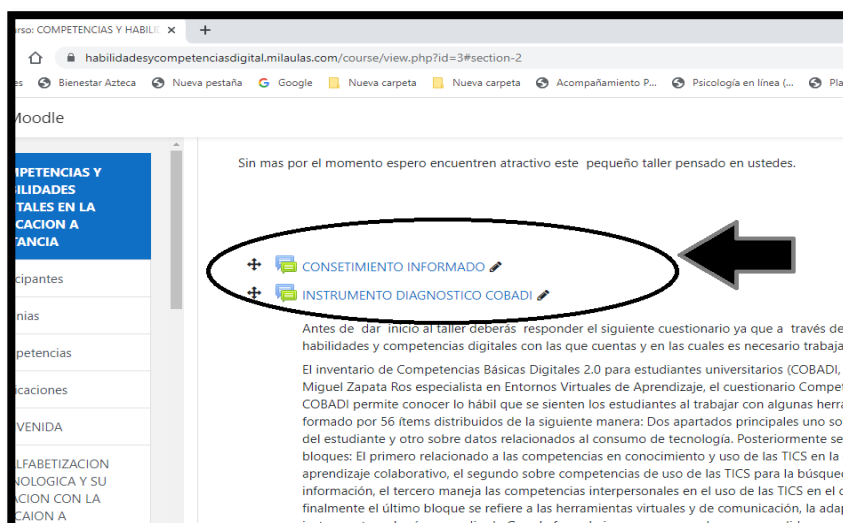 urso: COMPETENCIAS Y HABILI
habilidadesycompetenciasdigital.milaulas.com/course/view.php?id=3#section-2
es Bienestar Azteca Nueva pestaña Google Nueva carpeta Nueva carpeta Acompañamiento P... Psicología en línea (... Pla
Moodle
Sin mas por el momento espero encuentren atractivo este pequeño taller pensado en ustedes.
MPETENCIAS Y
BILIDADES
ITALES EN LA
CACION A
TANCIA
cipantes
nias
petencias
icaciones
VENIDA
LFABETIZACION
NOLOGICA Y SU
ACION CON LA
CAION A
CONSETIMIENTO INFORMADO
INSTRUMENTO DIAGNOSTICO COBADI
Antes de dar inicio al taller deberás responder el siguiente cuestionario ya que a través de
habilidades y competencias digitales con las que cuentas y en las cuales es necesario trabaja
El inventario de Competencias Básicas Digitales 2.0 para estudiantes universitarios (COBADI,
Miguel Zapata Ros especialista en Entornos Virtuales de Aprendizaje, el cuestionario Compet
COBADI permite conocer lo hábil que se sienten los estudiantes al trabajar con algunas herra
formado por 56 ítems distribuidos de la siguiente manera: Dos apartados principales uno so
del estudiante y otro sobre datos relacionados al consumo de tecnología. Posteriormente se
bloques: El primero relacionado a las competencias en conocimiento y uso de las TICS en la
aprendizaje colaborativo, el segundo sobre competencias de uso de las TICS para la búsque
información, el tercero maneja las competencias interpersonales en el uso de las TICS en el c
finalmente el último bloque se refiere a las herramientas virtuales y de comunicación, la adap